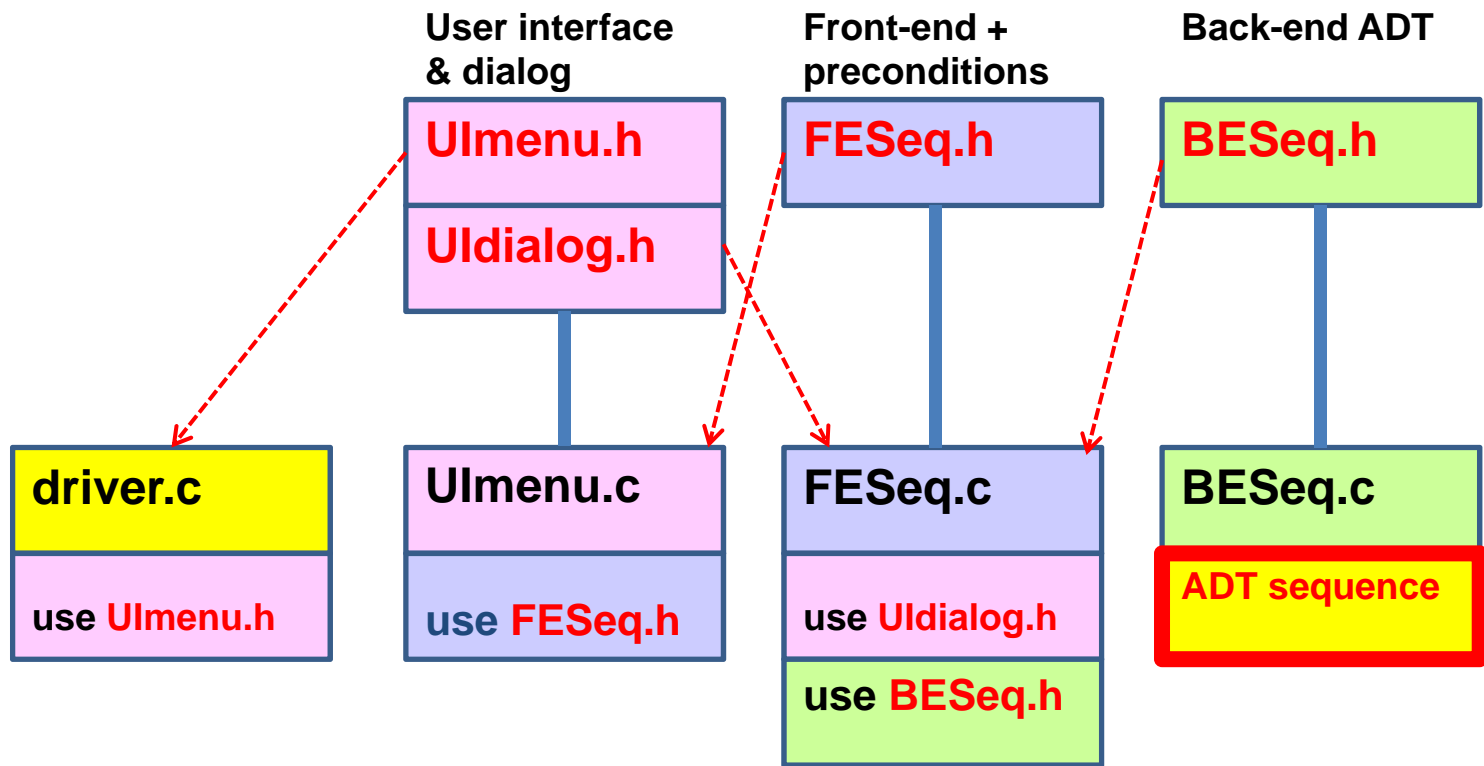 User interface
& dialog
Front-end +
preconditions
Back-end ADT
UImenu.h
FESeq.h
BESeq.h
UIdialog.h
driver.c
UImenu.c
FESeq.c
BESeq.c
use UImenu.h
use FESeq.h
use UIdialog.h
ADT sequence
use BESeq.h